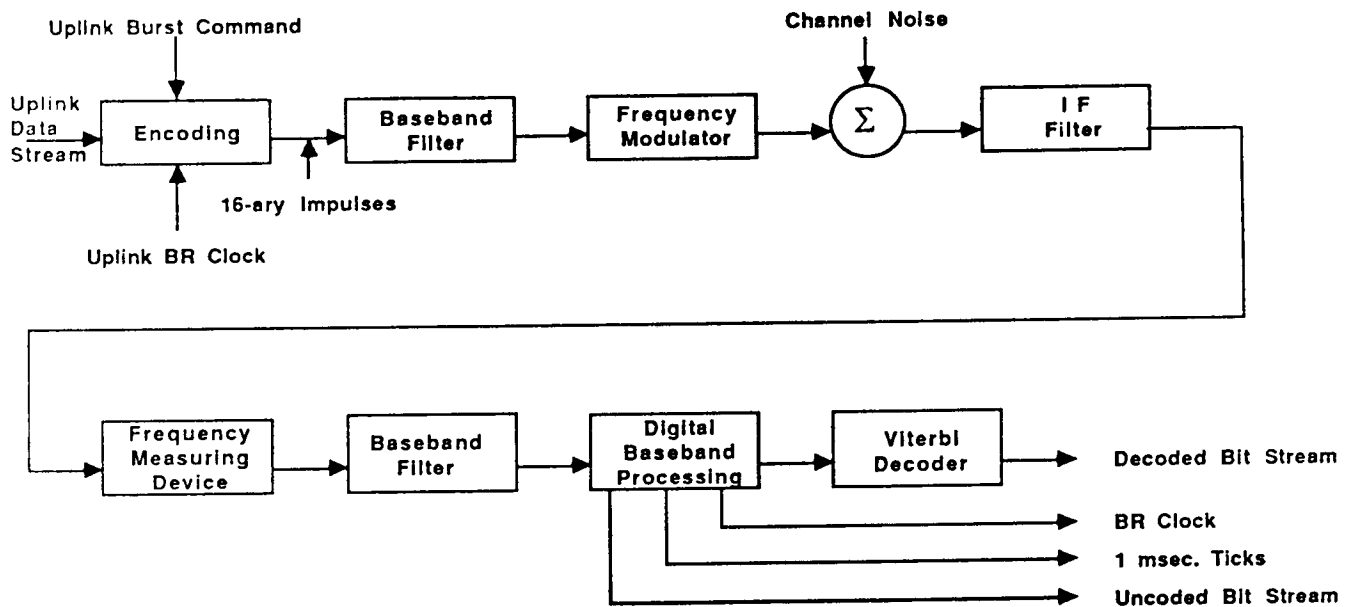 Uplink Burst Command
Channel Noise
Uplink
Data
Stream
Encoding
Baseband
Filter
Frequency
Modulator
Σ
I F
Filter
16-ary Impulses
Uplink BR Clock
Frequency
Measuring
Device
Baseband
Filter
Digital
Baseband
Processing
Viterbi
Decoder
Decoded Bit Stream
BR Clock
1 msec. Ticks
Uncoded Bit Stream